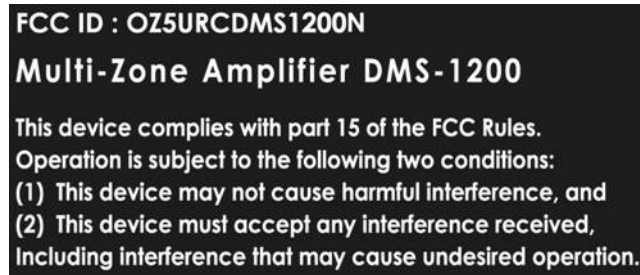 FCC ID : OZ5URCDMS1200N
Multi-Zone Amplifier DMS-1200
This device complies with part 15 of the FCC Rules.
Operation is subject to the following two conditions:
(1) This device may not cause harmful interference, and
(2) This device must accept any interference received,
Including interference that may cause undesired operation.